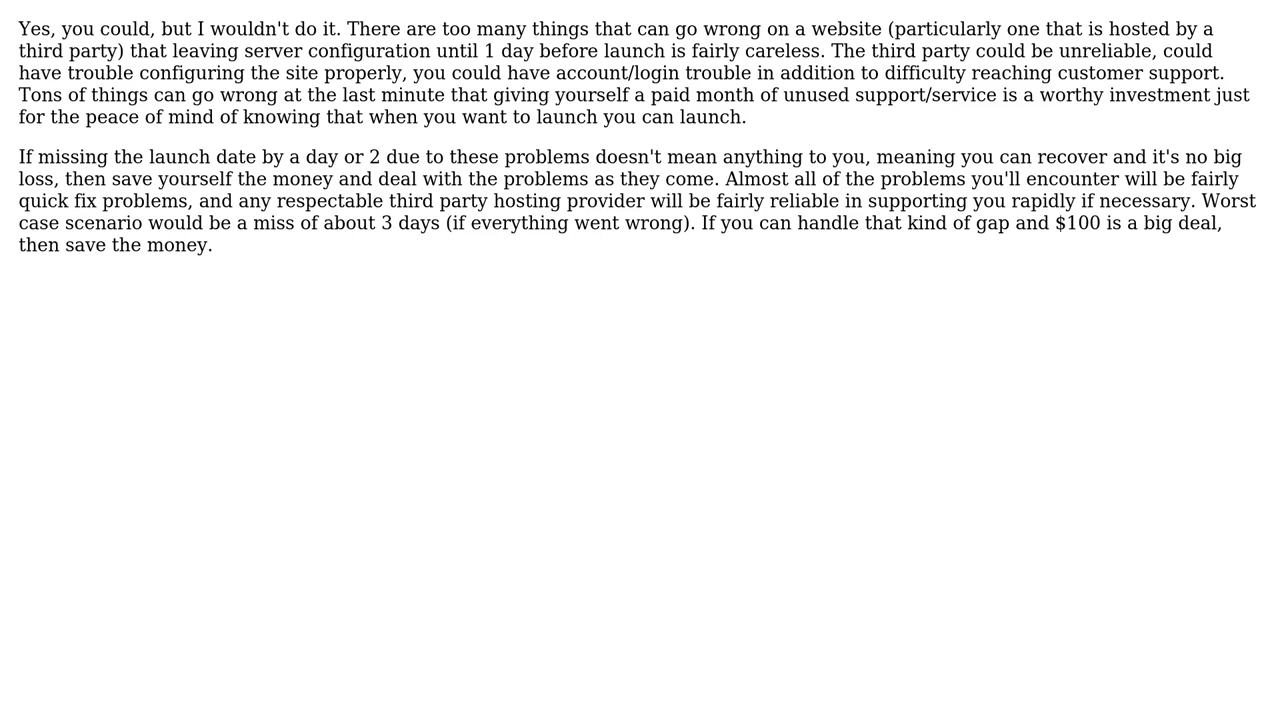 Yes, you could, but I wouldn't do it. There are too many things that can go wrong on a website (particularly one that is hosted by a
third party) that leaving server configuration until 1 day before launch is fairly careless. The third party could be unreliable, could
have trouble configuring the site properly, you could have account/login trouble in addition to difficulty reaching customer support.
Tons of things can go wrong at the last minute that giving yourself a paid month of unused support/service is a worthy investment just
for the peace of mind of knowing that when you want to launch you can launch.
If missing the launch date by a day or 2 due to these problems doesn't mean anything to you, meaning you can recover and it's no big
loss, then save yourself the money and deal with the problems as they come. Almost all of the problems you'll encounter will be fairly
quick fix problems, and any respectable third party hosting provider will be fairly reliable in supporting you rapidly if necessary. Worst
case scenario would be a miss of about 3 days (if everything went wrong). If you can handle that kind of gap and $100 is a big deal,
then save the money.